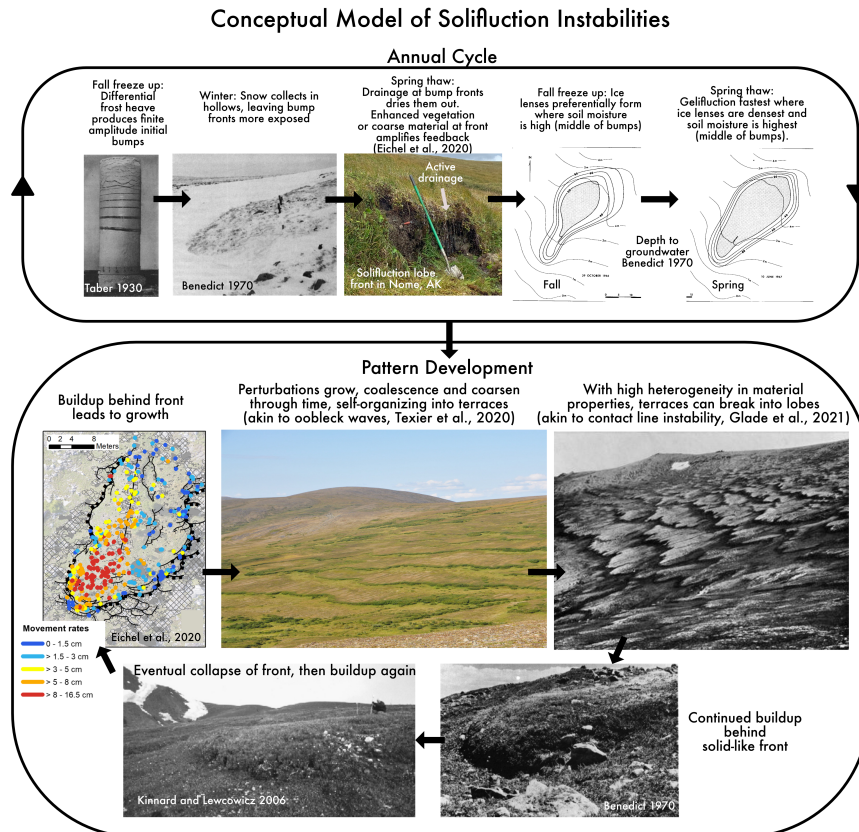 Conceptual Model of Solifluction Instabilities
Annual Cycle
Fall freeze up:
Differential
frost heave
produces finite
amplitude initial
bumps
Winter: Snow collects in
hollows, leaving bump
fronts more exposed
Spring thaw:
Drainage at bump fronts
dries them out.
Enhanced vegetation
or coarse material at front
amplifies feedback
(Eichel et al., 2020)
Fall freeze up: Ice
lenses preferentially form
where soil moisture
is high (middle of bumps)
Spring thaw:
Gelifluction fastest where
ice lenses are densest and
soil moisture is highest
(middle of bumps).
Taber 1930
Benedict 1970
Active
drainage
Solifluction lobe
front in Nome, AK
Fall
Depth to
groundwater
Benedict 1970
Spring
Pattern Development
Buildup behind front
leads to growth
Perturbations grow, coalescence and coarsen
through time, self-organizing into terraces
(akin to oobleck waves, Texier et al., 2020)
With high heterogeneity in material
properties, terraces can break into lobes
(akin to contact line instability, Glade et al., 2021)
0 2 4 8
Meters
Eichel et al., 2020
Movement rates
0 - 1.5 cm
> 1.5 - 3 cm
> 3 - 5 cm
> 5 - 8 cm
> 8 - 16.5 cm
Eventual collapse of front, then buildup again
Kinnard and Lewcowicz 2006
Benedict 1970
Continued buildup
behind
solid-like front